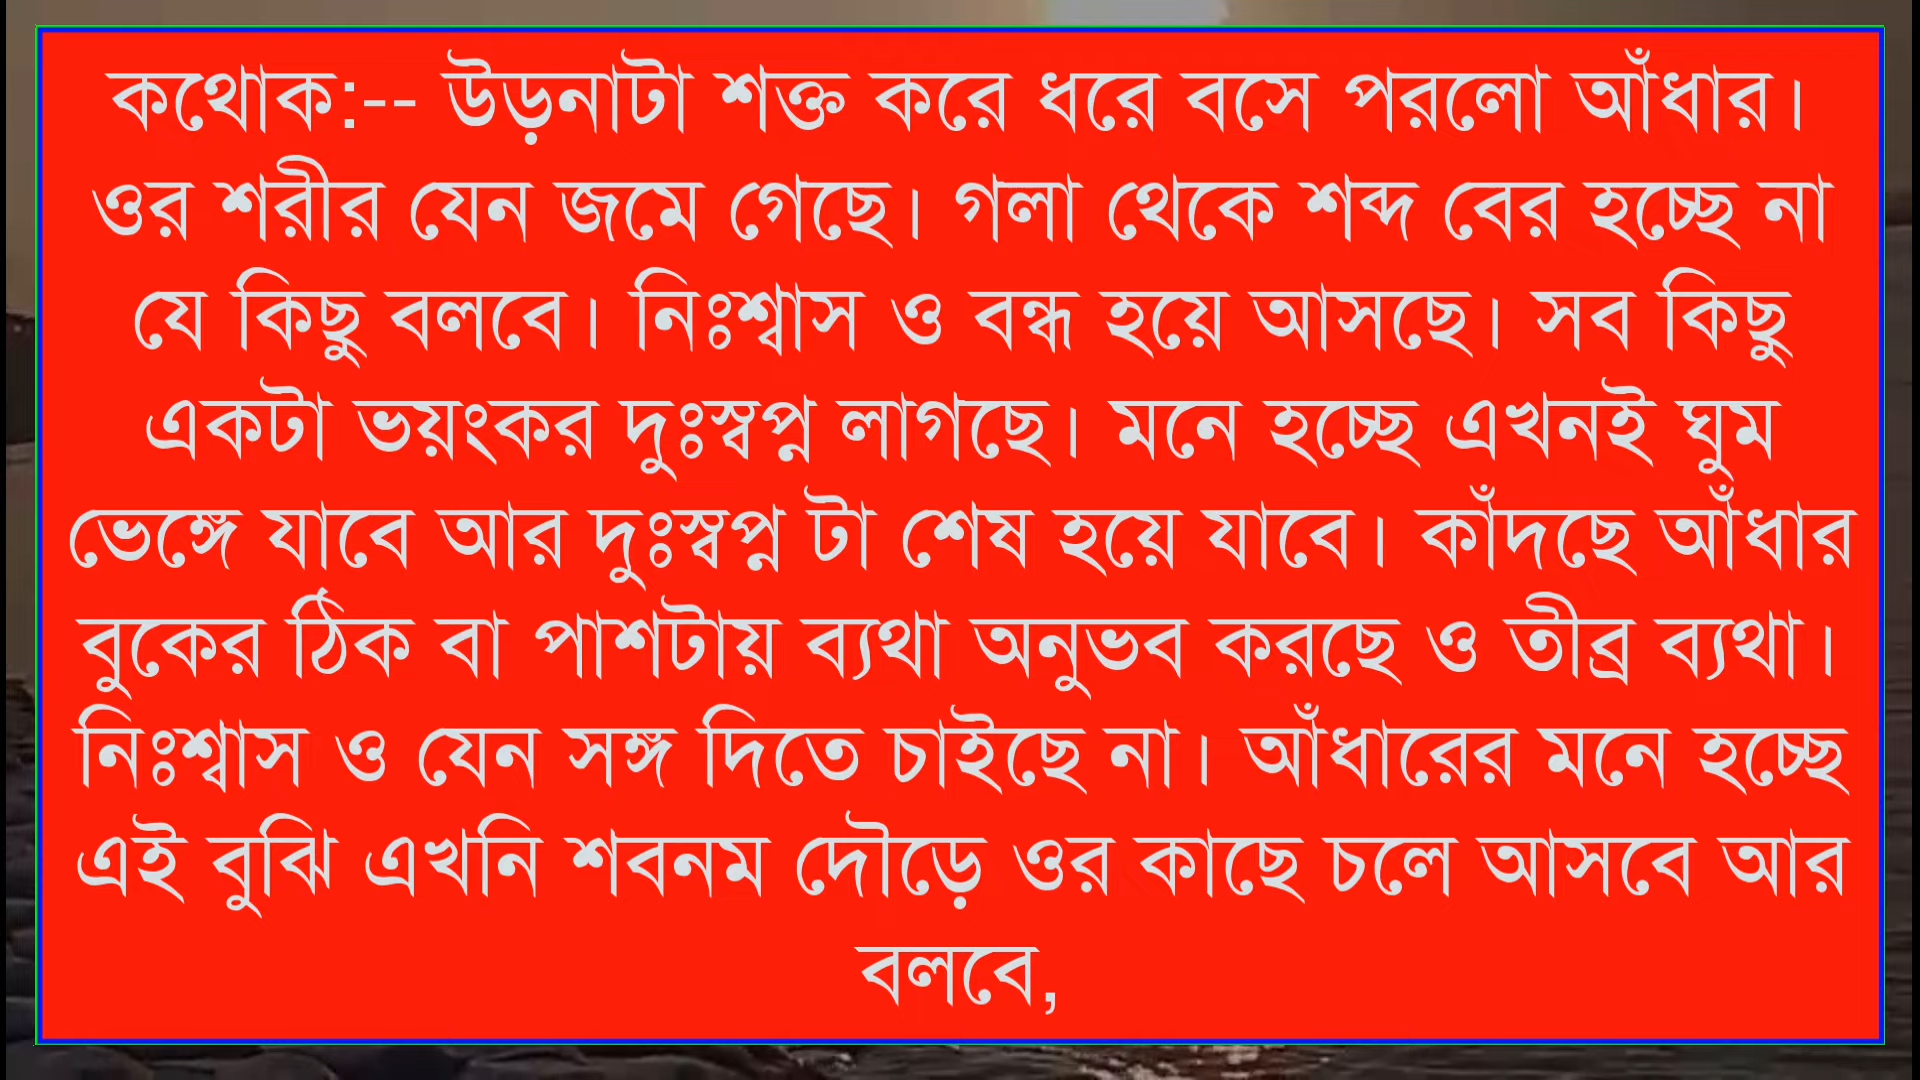 কথোক:-- উড়নাটা শক্ত করে ধরে বসে পরলো আঁধার।
ওর শরীর যেন জমে গেছে। গলা থেকে শব্দ বের হচ্ছে না
যে কিছু বলবে। নিঃশ্বাস ও বন্ধ হয়ে আসছে। সব কিছু
একটা ভয়ংকর দুঃস্বপ্ন লাগছে। মনে হচ্ছে এখনই ঘুম
ভেঙ্গে যাবে আর দুঃস্বপ্ন টা শেষ হয়ে যাবে। কাঁদছে আঁধার
বুকের ঠিক বা পাশটায় ব্যথা অনুভব করছে ও তীব্র ব্যথা।
নিঃশ্বাস ও যেন সঙ্গ দিতে চাইছে না। আঁধারের মনে হচ্ছে
এই বুঝি এখনি শবনম দৌড়ে ওর কাছে চলে আসবে আর
বলবে,